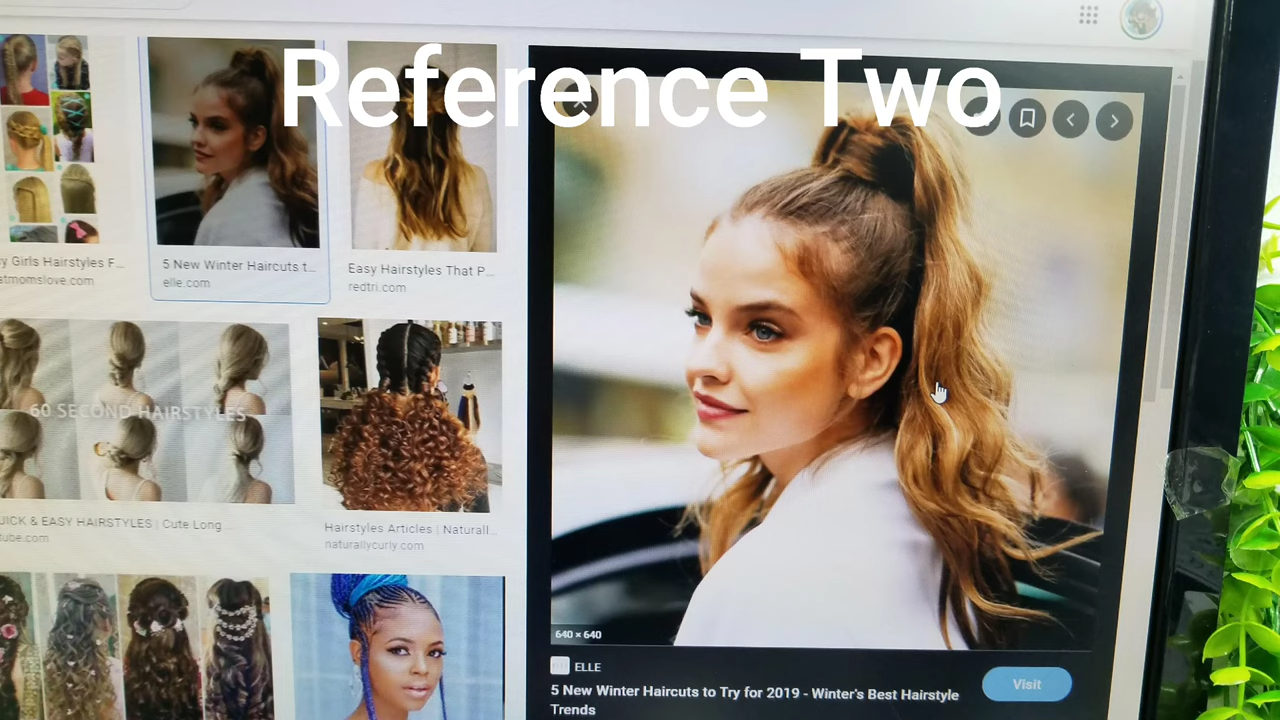 Reference Two
y Girls Hairstyles F...
atmomslove.com
5 New Winter Haircuts t...
elle.com
Easy Hairstyles That P...
redtri.com
60 SECOND HAIRSTYLES
UICK & EASY HAIRSTYLES | Cute Long ...
tube.com
Hairstyles Articles | Naturall...
naturallycurly.com
640 × 640
ELLE
5 New Winter Haircuts to Try for 2019 - Winter's Best Hairstyle
Trends
Visit